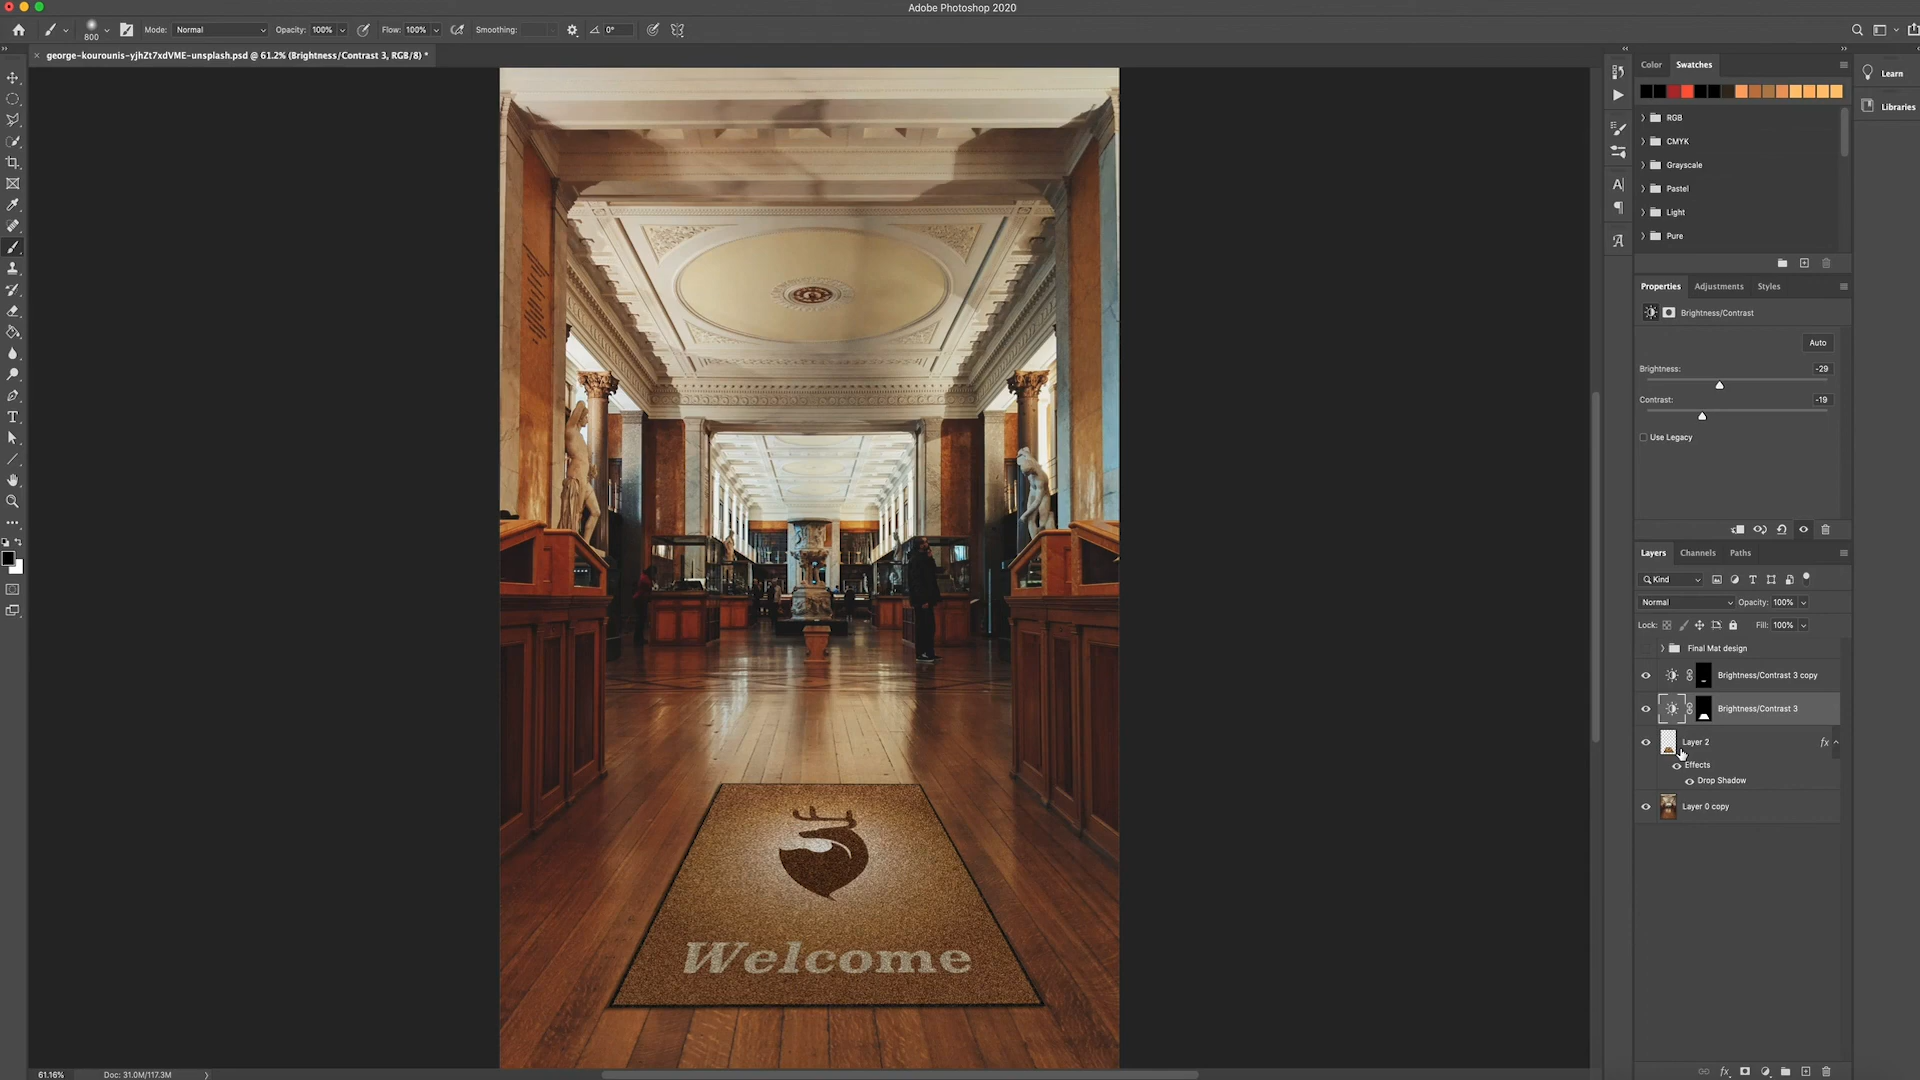 Adobe Photoshop 2020
800
Mode: Normal
Opacity: 100%
Flow: 100%
Smoothing:
0°
george-kourounis-yjhZt7xdVME-unsplash.psd @ 61.2% (Brightness/Contrast 3, RGB/8) *
Color
Swatches
RGB
CMYK
Grayscale
Pastel
Light
Pure
Learn
Libraries
Properties
Adjustments
Styles
Brightness/Contrast
Auto
Brightness:
-29
Contrast:
-19
Use Legacy
Layers
Channels
Paths
Kind
Normal
Opacity: 100%
Lock:
Fill: 100%
Final Mat design
Brightness/Contrast 3 copy
Brightness/Contrast 3
Layer 2
fx
Effects
Drop Shadow
Layer 0 copy
Welcome
61.16%
Doc: 31.0M/117.3M
fx